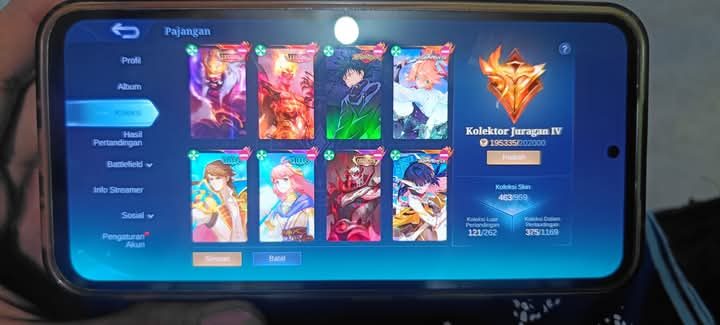 Pajangan
Profil
Album
Koleksi
Hasil
Pertandingan
Battlefield
Info Streamer
Sosial
Pengaturan
Akun
?
Kolektor Juragan IV
195335/202000
Hadiah
Koleksi Skin
463/959
Koleksi Luar
Pertandingan
121/262
Koleksi Dalam
Pertandingan
375/1169
Simpan
Batal